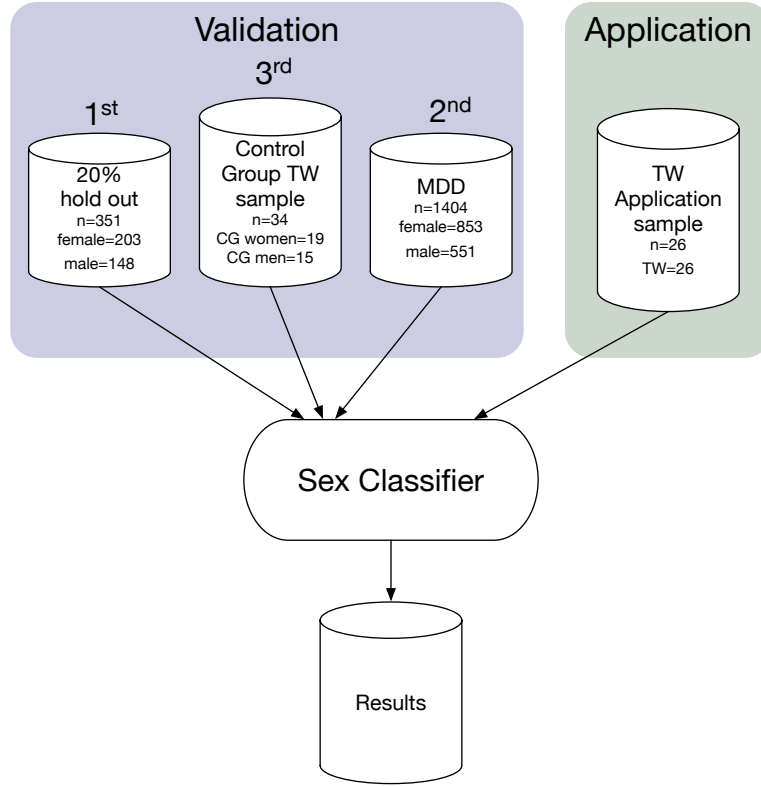 Validation
Application
1st
3rd
2nd
20%
hold out
n=351
female=203
male=148
Control
Group TW
sample
n=34
CG women=19
CG men=15
MDD
n=1404
female=853
male=551
TW
Application
sample
n=26
TW=26
Sex Classifier
Results